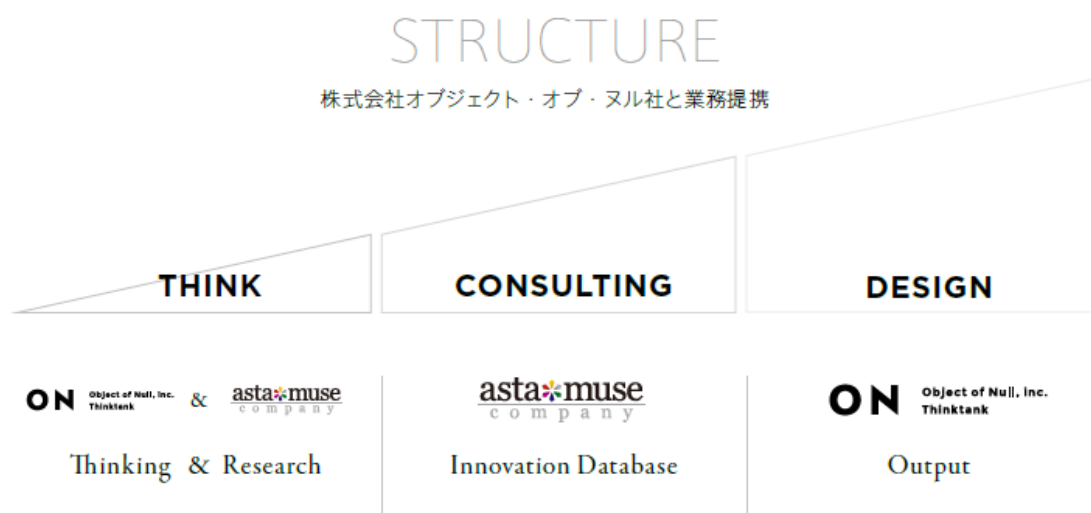 STRUCTURE
株式会社オブジェクト・オブ・ヌル社と業務提携
THINK
CONSULTING
DESIGN
ON Object of Null, Inc. Thinktank & asta*muse company
asta*muse company
ON Object of Null, Inc. Thinktank
Thinking & Research
Innovation Database
Output